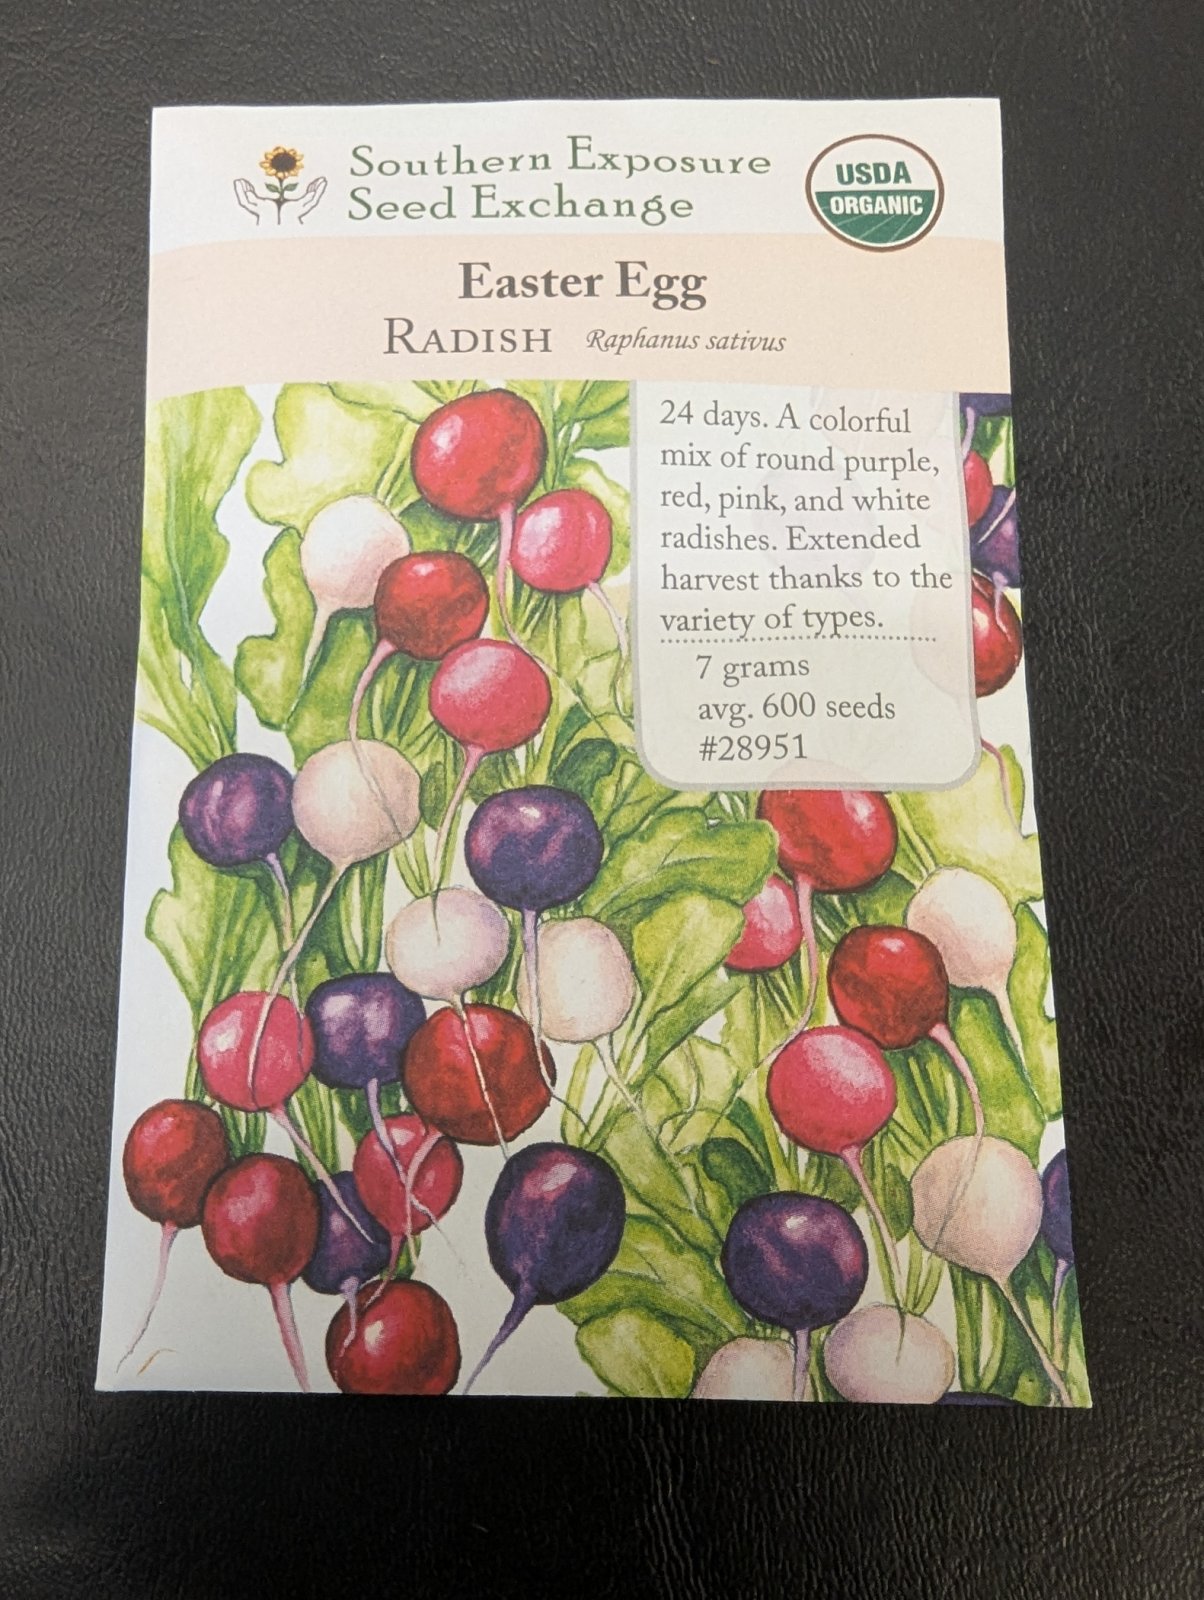 Southern Exposure
Seed Exchange
USDA
ORGANIC
Easter Egg
RADISH Raphanus sativus
24 days. A colorful
mix of round purple,
red, pink, and white
radishes. Extended
harvest thanks to the
variety of types.
7 grams
avg. 600 seeds
#28951